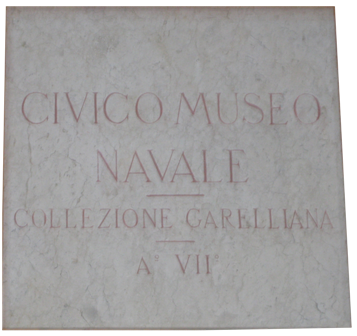 CIVICO MUSEO
NAVALE
COLLEZIONE GARELLIANA
A° VII°